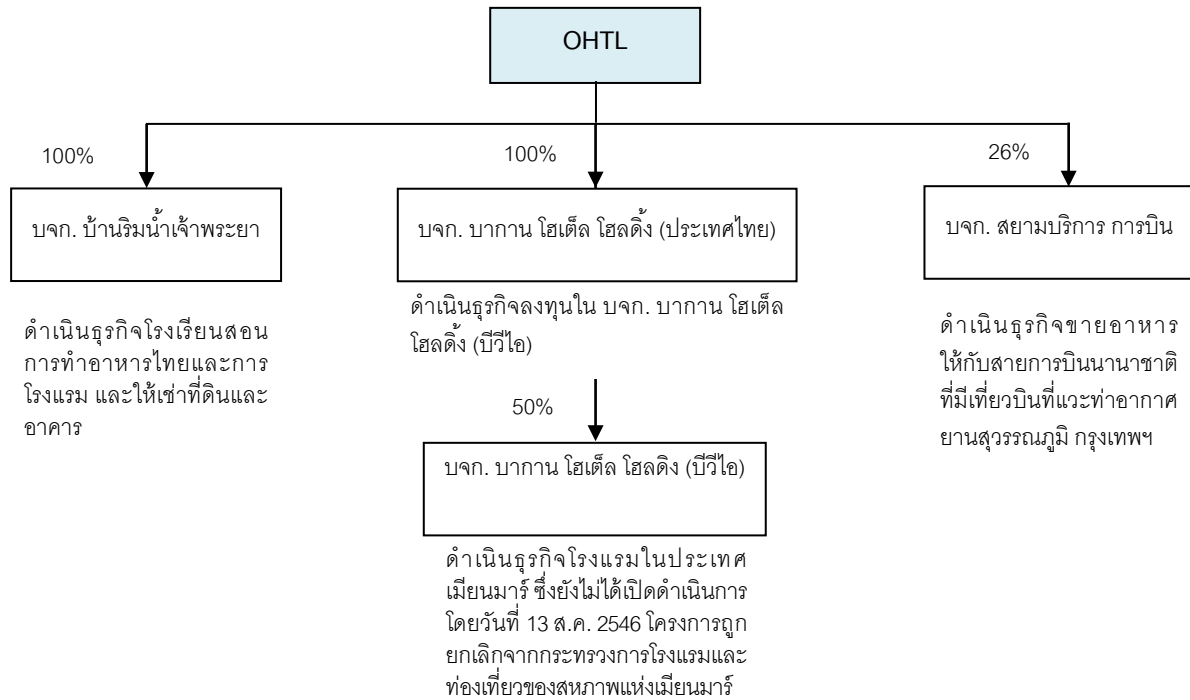 OHTL
100%
100%
26%
บจก. บ้านริมน้ำเจ้าพระยา
บจก. บากาน โฮเต็ล โฮลดิ้ง (ประเทศไทย)
บจก. สยามบริการ การบิน
ดำเนินธุรกิจโรงเรียนสอน
การทำอาหารไทยและการ
โรงแรม และให้เช่าที่ดินและ
อาคาร
ดำเนินธุรกิจลงทุนใน บจก. บากาน โฮเต็ล
โฮลดิ้ง (บีวีไอ)
ดำเนินธุรกิจขายอาหาร
ให้กับสายการบินนานาชาติ
ที่มีเที่ยวบินที่แวะท่าอากาศ
ยานสุวรรณภูมิ กรุงเทพฯ
50%
บจก. บากาน โฮเต็ล โฮลดิง (บีวีไอ)
ดำเนินธุรกิจโรงแรมในประเทศ
เมียนมาร์ ซึ่งยังไม่ได้เปิดดำเนินการ
โดยวันที่ 13 ส.ค. 2546 โครงการถูก
ยกเลิกจากกระทรวงการโรงแรมและ
ท่องเที่ยวของสหภาพแห่งเมียนมาร์